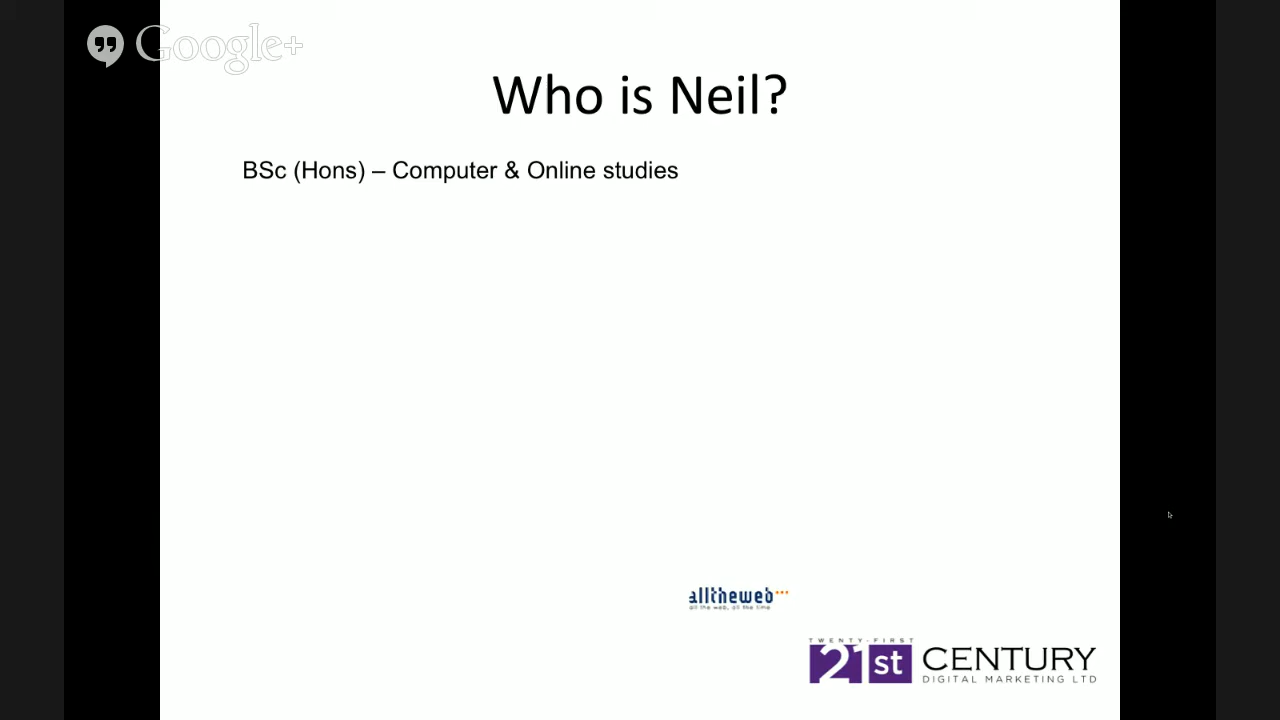 Google+
Who is Neil?
BSc (Hons) – Computer & Online studies
alltheweb
all the web, all the time
TWENTY-FIRST
21st CENTURY
DIGITAL MARKETING LTD